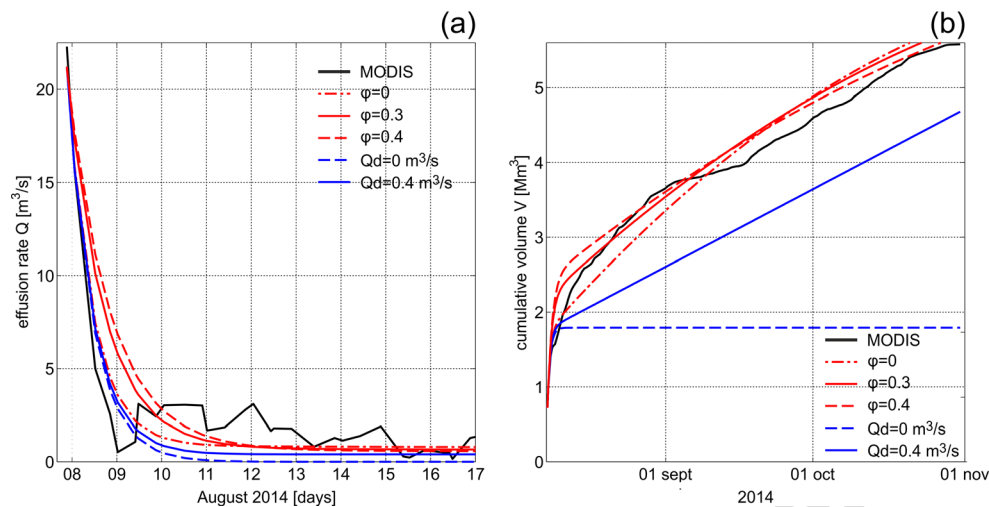 (a)
effusion rate Q [m³/s]
20
15
10
5
0
MODIS
φ=0
φ=0.3
φ=0.4
Qd=0 m³/s
Qd=0.4 m³/s
08 09 10 11 12 13 14 15 16 17
August 2014 [days]
(b)
cumulative volume V [Mm³]
5
4
3
2
1
0
MODIS
φ=0
φ=0.3
φ=0.4
Qd=0 m³/s
Qd=0.4 m³/s
01 sept 01 oct 01 nov
2014